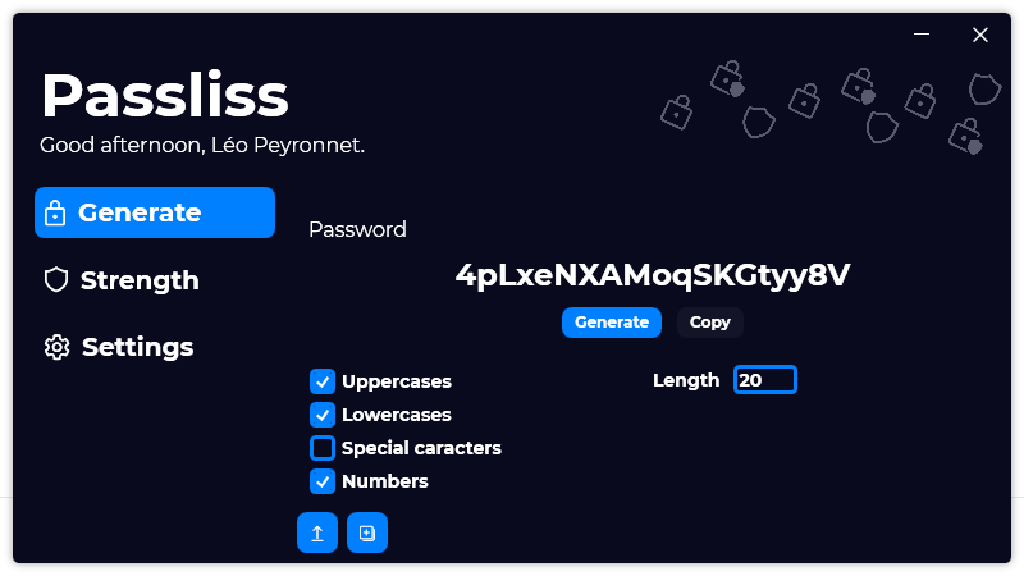 Passliss
Good afternoon, Léo Peyronnet.
Generate
Strength
Settings
Password
4pLxeNXAMoqSKGtyy8V
Generate Copy
Uppercases
Lowercases
Special caracters
Numbers
Length 20